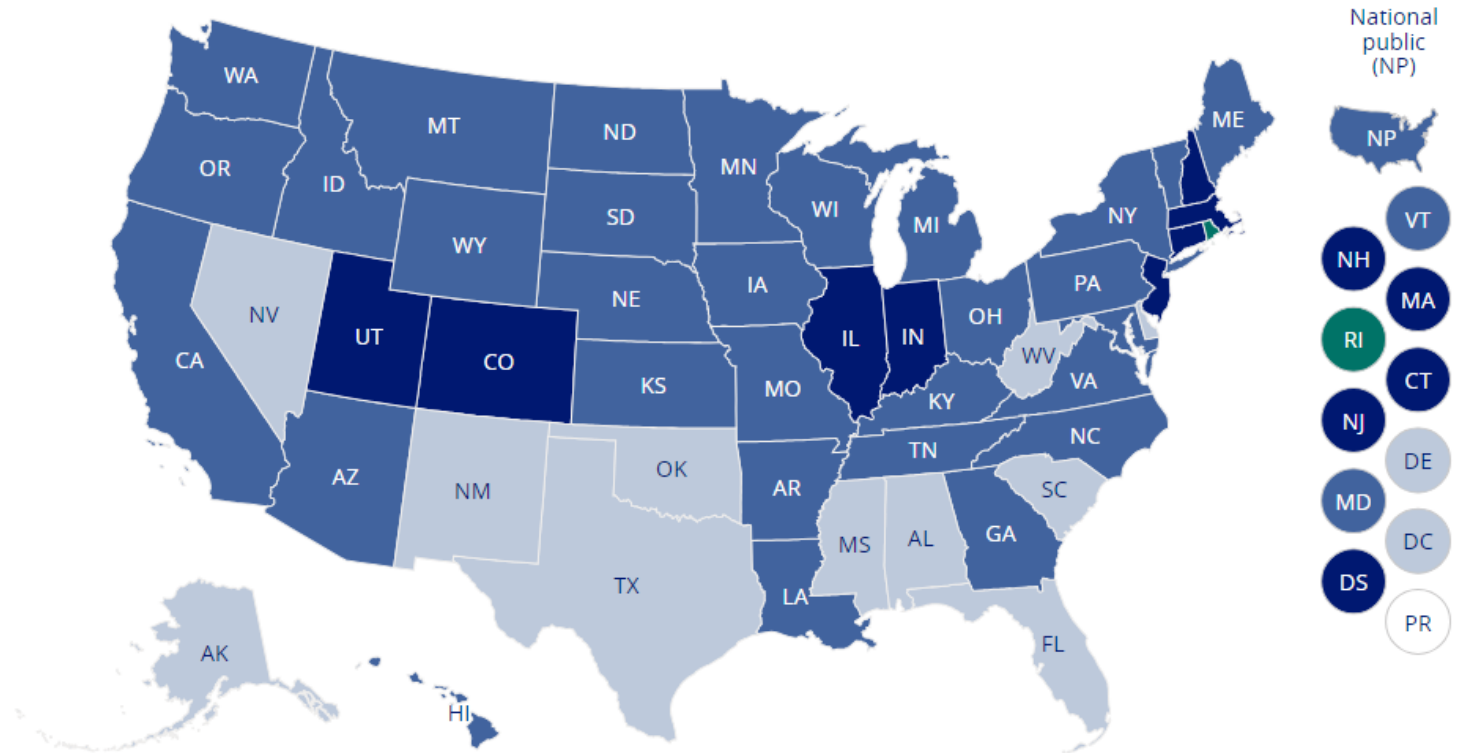 National
public
(NP)
WA
MT
ND
MN
ME
NP
OR
ID
SD
WI
MI
NY
VT
WY
NH
IA
PA
MA
NV
NE
OH
UT
IL
IN
RI
WV
CA
CO
KS
MO
VA
CT
KY
NJ
TN
NC
AZ
OK
DE
NM
AR
SC
MD
MS
AL
GA
DC
TX
LA
DS
PR
AK
FL
HI